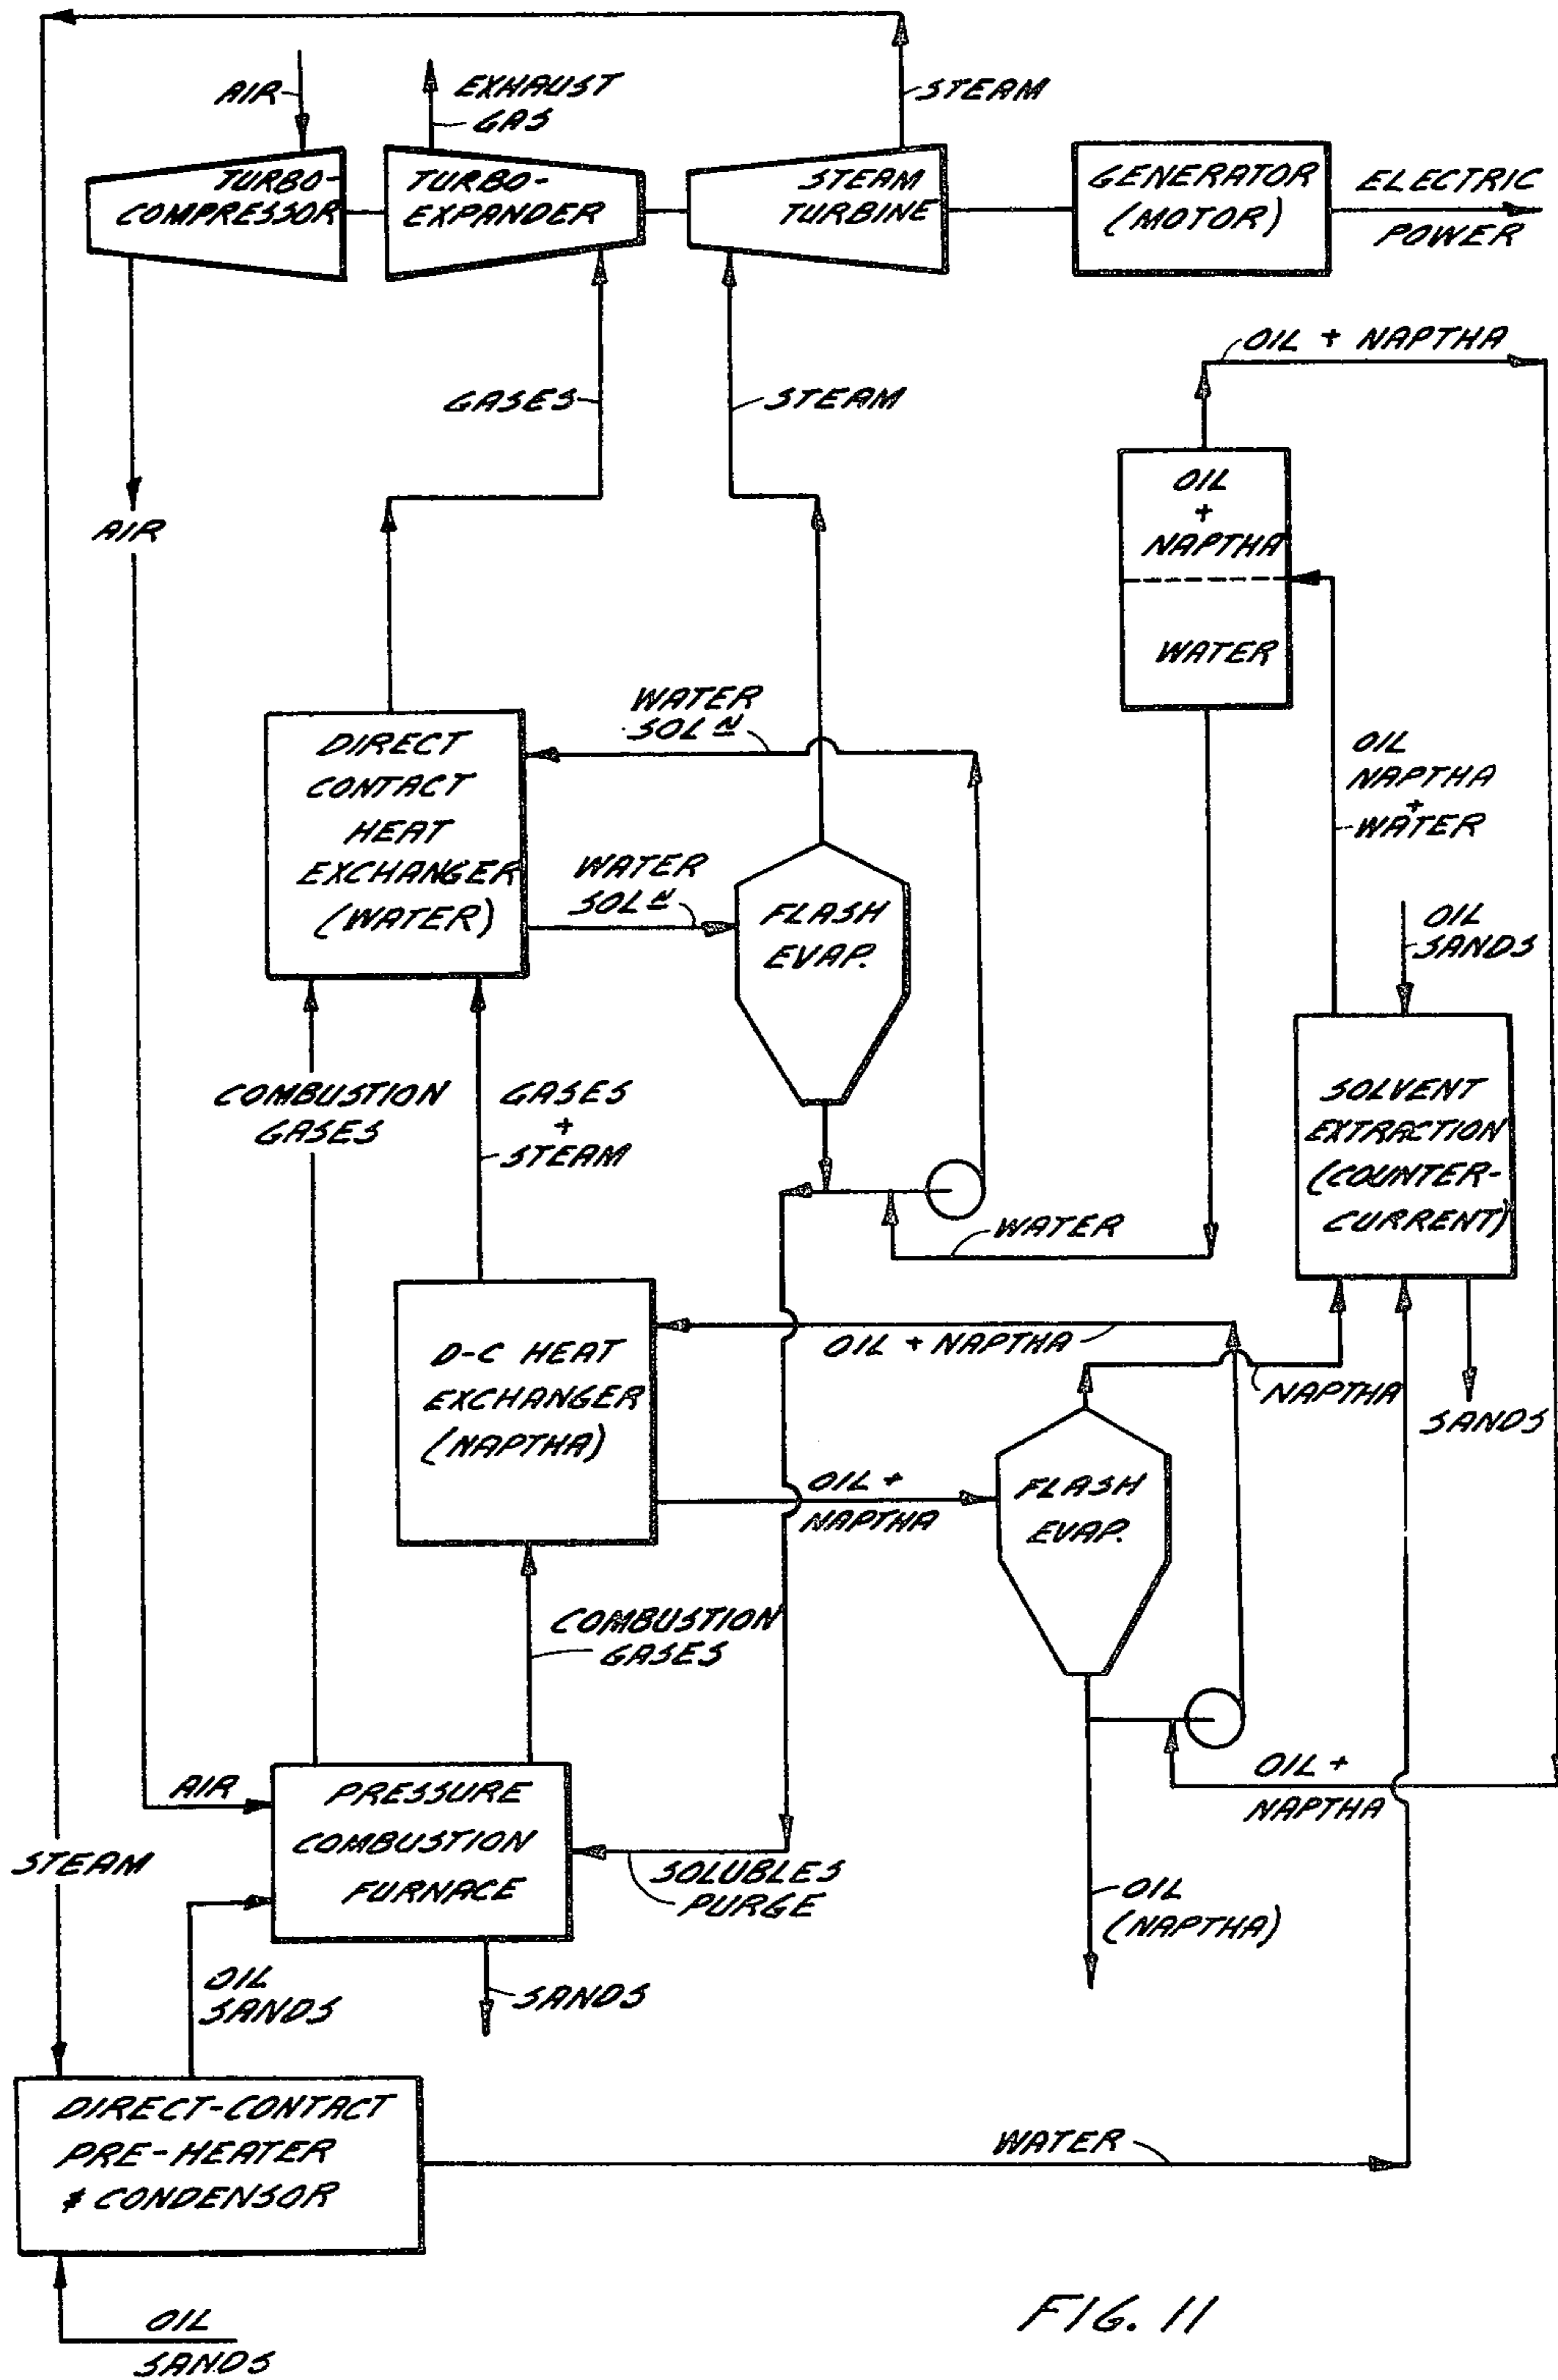 AIR
EXHAUST
GAS
STEAM
TURBO-
COMPRESSOR
TURBO-
EXPANDER
STEAM
TURBINE
GENERATOR
(MOTOR)
ELECTRIC
POWER
OIL + NAPTHA
GASES
STEAM
AIR
OIL
+
NAPTHA
WATER
WATER
SOL N
DIRECT
CONTACT
HEAT
EXCHANGER
(WATER)
WATER
SOL N
FLASH
EVAP.
OIL
NAPTHA
+
WATER
OIL
SANDS
COMBUSTION
GASES
GASES
+
STEAM
SOLVENT
EXTRACTION
(COUNTER-
CURRENT)
WATER
D-C HEAT
EXCHANGER
(NAPTHA)
OIL + NAPTHA
NAPTHA
SANDS
OIL +
NAPTHA
FLASH
EVAP.
COMBUSTION
GASES
AIR
PRESSURE
COMBUSTION
FURNACE
OIL +
NAPTHA
STEAM
SOLUBLES
PURGE
OIL
(NAPTHA)
OIL
SANDS
SANDS
DIRECT-CONTACT
PRE-HEATER
& CONDENSOR
WATER
OIL
SANDS
FIG. 11